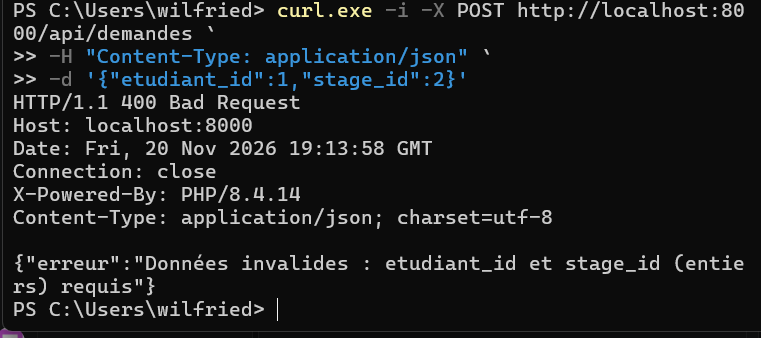 PS C:\Users\wilfried> curl.exe -i -X POST http://localhost:80
00/api/demandes `
>> -H "Content-Type: application/json" `
>> -d '{"etudiant_id":1,"stage_id":2}'
HTTP/1.1 400 Bad Request
Host: localhost:8000
Date: Fri, 20 Nov 2026 19:13:58 GMT
Connection: close
X-Powered-By: PHP/8.4.14
Content-Type: application/json; charset=utf-8

{"erreur":"Données invalides : etudiant_id et stage_id (entie
rs) requis"}
PS C:\Users\wilfried>